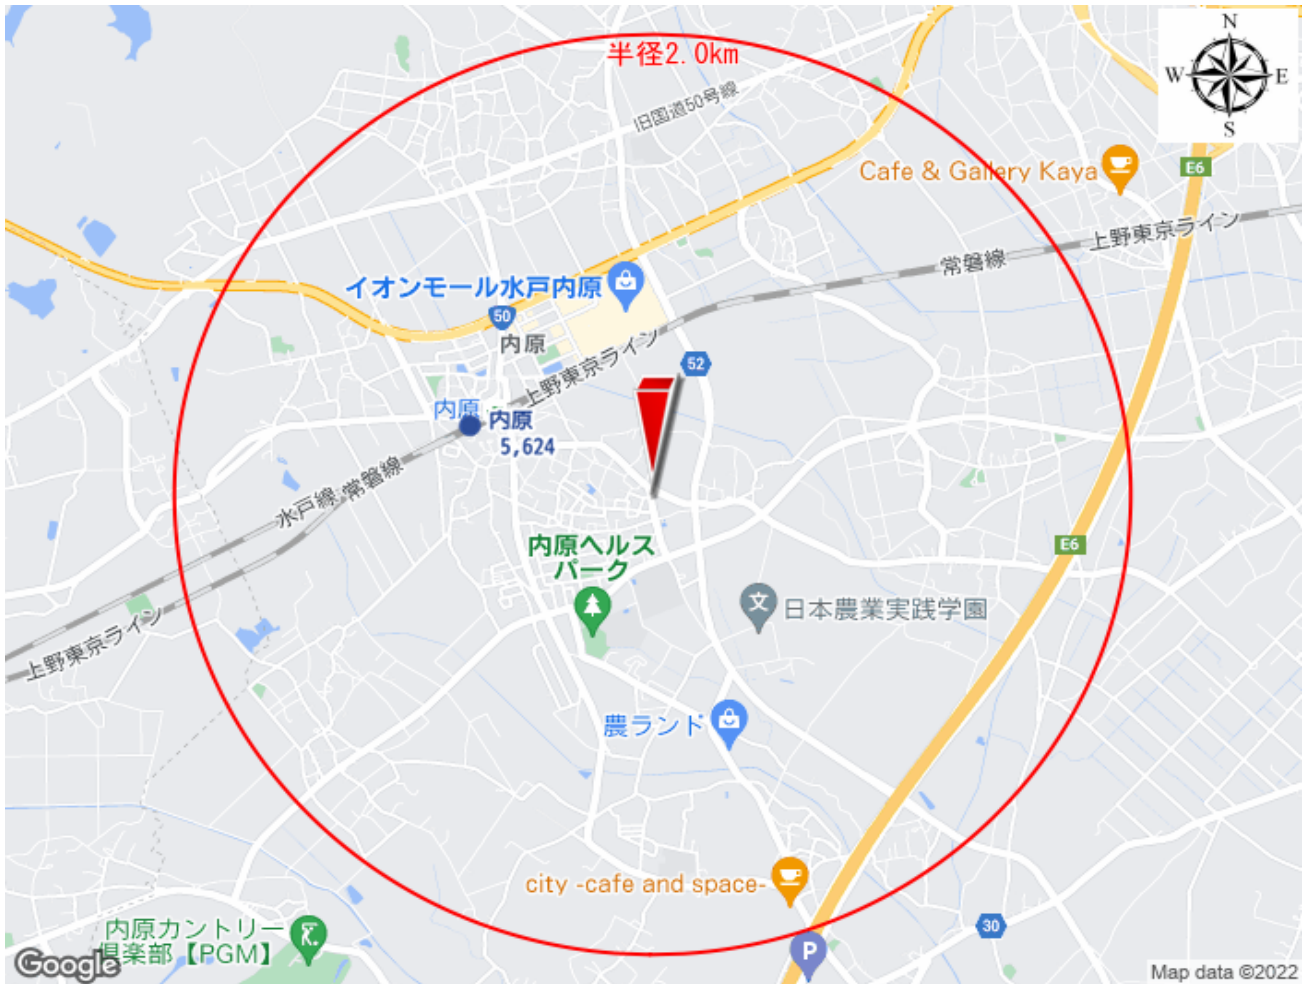 半径2.0km
N
W
E
S
旧国道50号線
Cafe & Gallery Kaya
E6
上野東京ライン
常磐線
イオンモール水戸内原
50
内原
上野東京ライン
52
内原
内原
5,624
水戸線
常磐線
内原ヘルス
パーク
E6
文
日本農業実践学園
上野東京ライン
農ランド
city -cafe and space-
内原カントリー
倶楽部【PGM】
30
P
Google
Map data ©2022